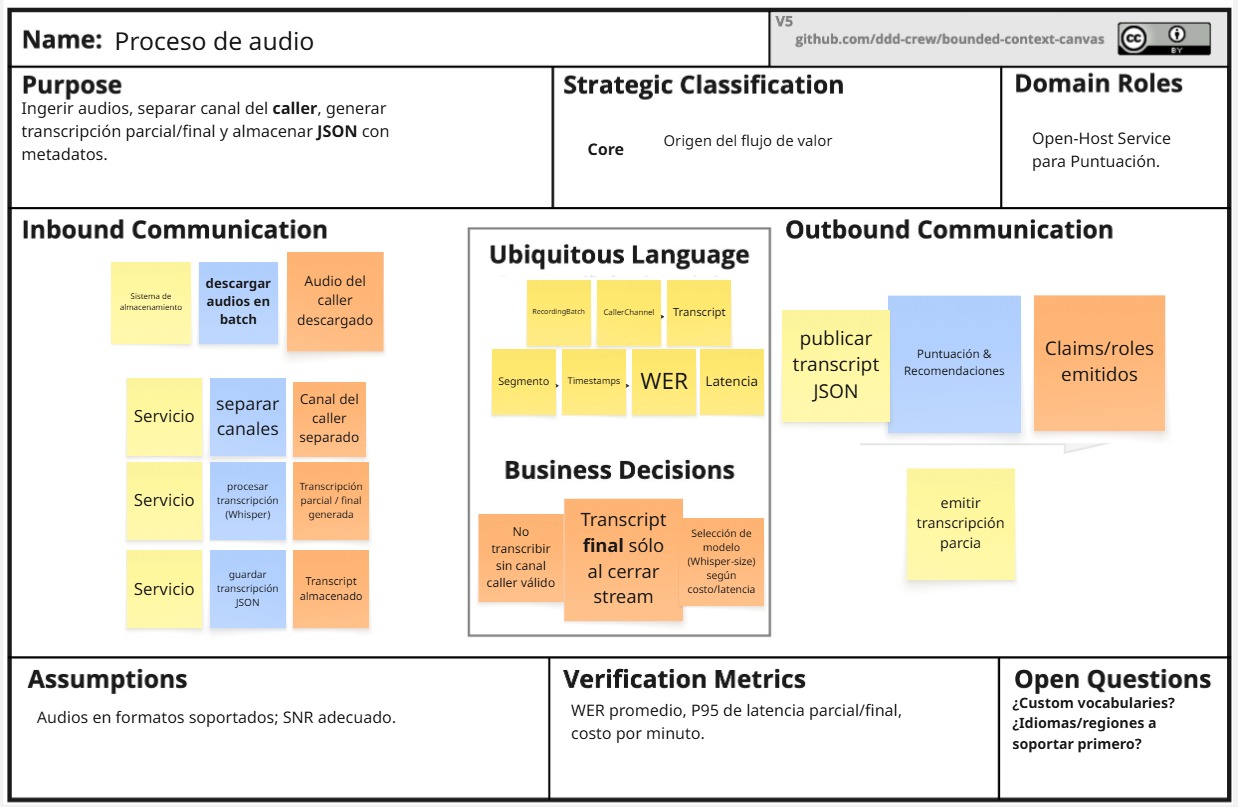 Name: Proceso de audio
V5
github.com/ddd-crew/bounded-context-canvas
cc
BY
Purpose
Ingerir audios, separar canal del caller, generar
transcripción parcial/final y almacenar JSON con
metadatos.
Strategic Classification
Core
Origen del flujo de valor
Domain Roles
Open-Host Service
para Puntuación.
Inbound Communication
Sistema de
almacenamiento
descargar
audios en
batch
Audio del
caller
descargado
Servicio
separar
canales
Canal del
caller
separado
Servicio
procesar
transcripción
(Whisper)
Transcripción
parcial / final
generada
Servicio
guardar
transcripción
JSON
Transcript
almacenado
Ubiquitous Language
RecordingBatch
CallerChannel
Transcript
Segmento
Timestamps
WER
Latencia
Business Decisions
No
transcribir
sin canal
caller válido
Transcript
final sólo
al cerrar
stream
Selección de
modelo
(Whisper-size)
según
costo/latencia
Outbound Communication
publicar
transcript
JSON
Puntuación &
Recomendaciones
Claims/roles
emitidos
emitir
transcripción
parcia
Assumptions
Audios en formatos soportados; SNR adecuado.
Verification Metrics
WER promedio, P95 de latencia parcial/final,
costo por minuto.
Open Questions
¿Custom vocabularies?
¿Idiomas/regiones a
soportar primero?